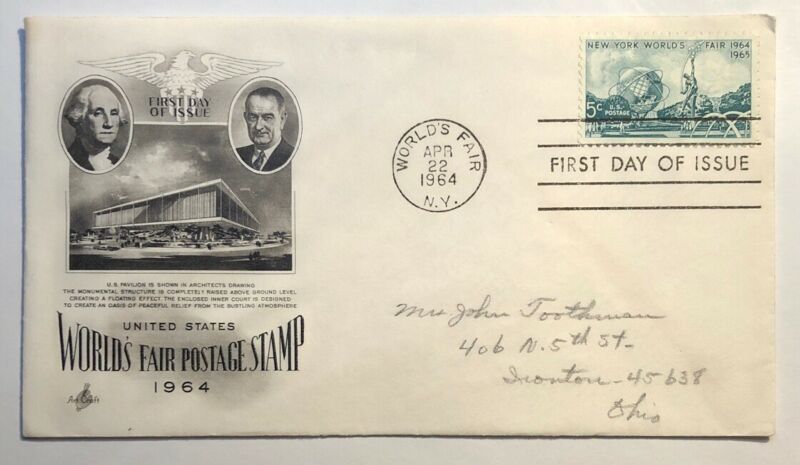 FIRST DAY
OF ISSUE
U.S. PAVILION IS SHOWN IN ARCHITECTS DRAWING
THE MONUMENTAL STRUCTURE IS COMPLETELY RAISED ABOVE GROUND LEVEL
CREATING A FLOATING EFFECT. THE ENCLOSED INNER COURT IS DESIGNED
TO CREATE AN OASIS OF PEACEFUL RELIEF FROM THE BUSTLING ATMOSPHERE
UNITED STATES
WORLD'S FAIR POSTAGE STAMP
1964
Art Craft
WORLD'S FAIR
APR
22
1964
N.Y.
NEW YORK WORLD'S FAIR 1964
1965
5c U.S.
POSTAGE
FIRST DAY OF ISSUE
John Toothman
406 N. 5th St.
Ironton - 45638
Ohio